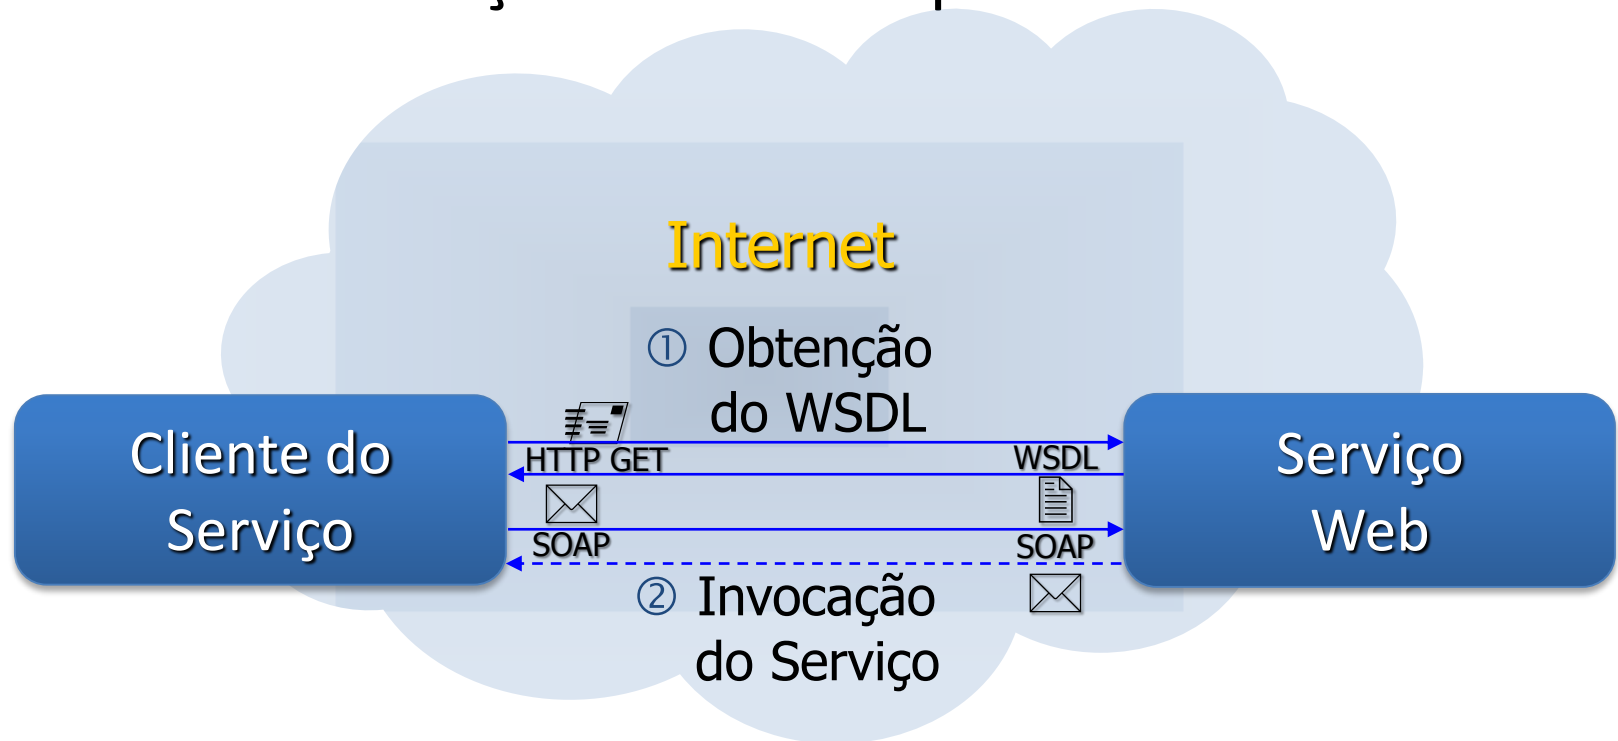 Internet
① Obtenção
do WSDL
Cliente do
Serviço
HTTP GET
WSDL
Serviço
Web
SOAP
SOAP
② Invocação
do Serviço